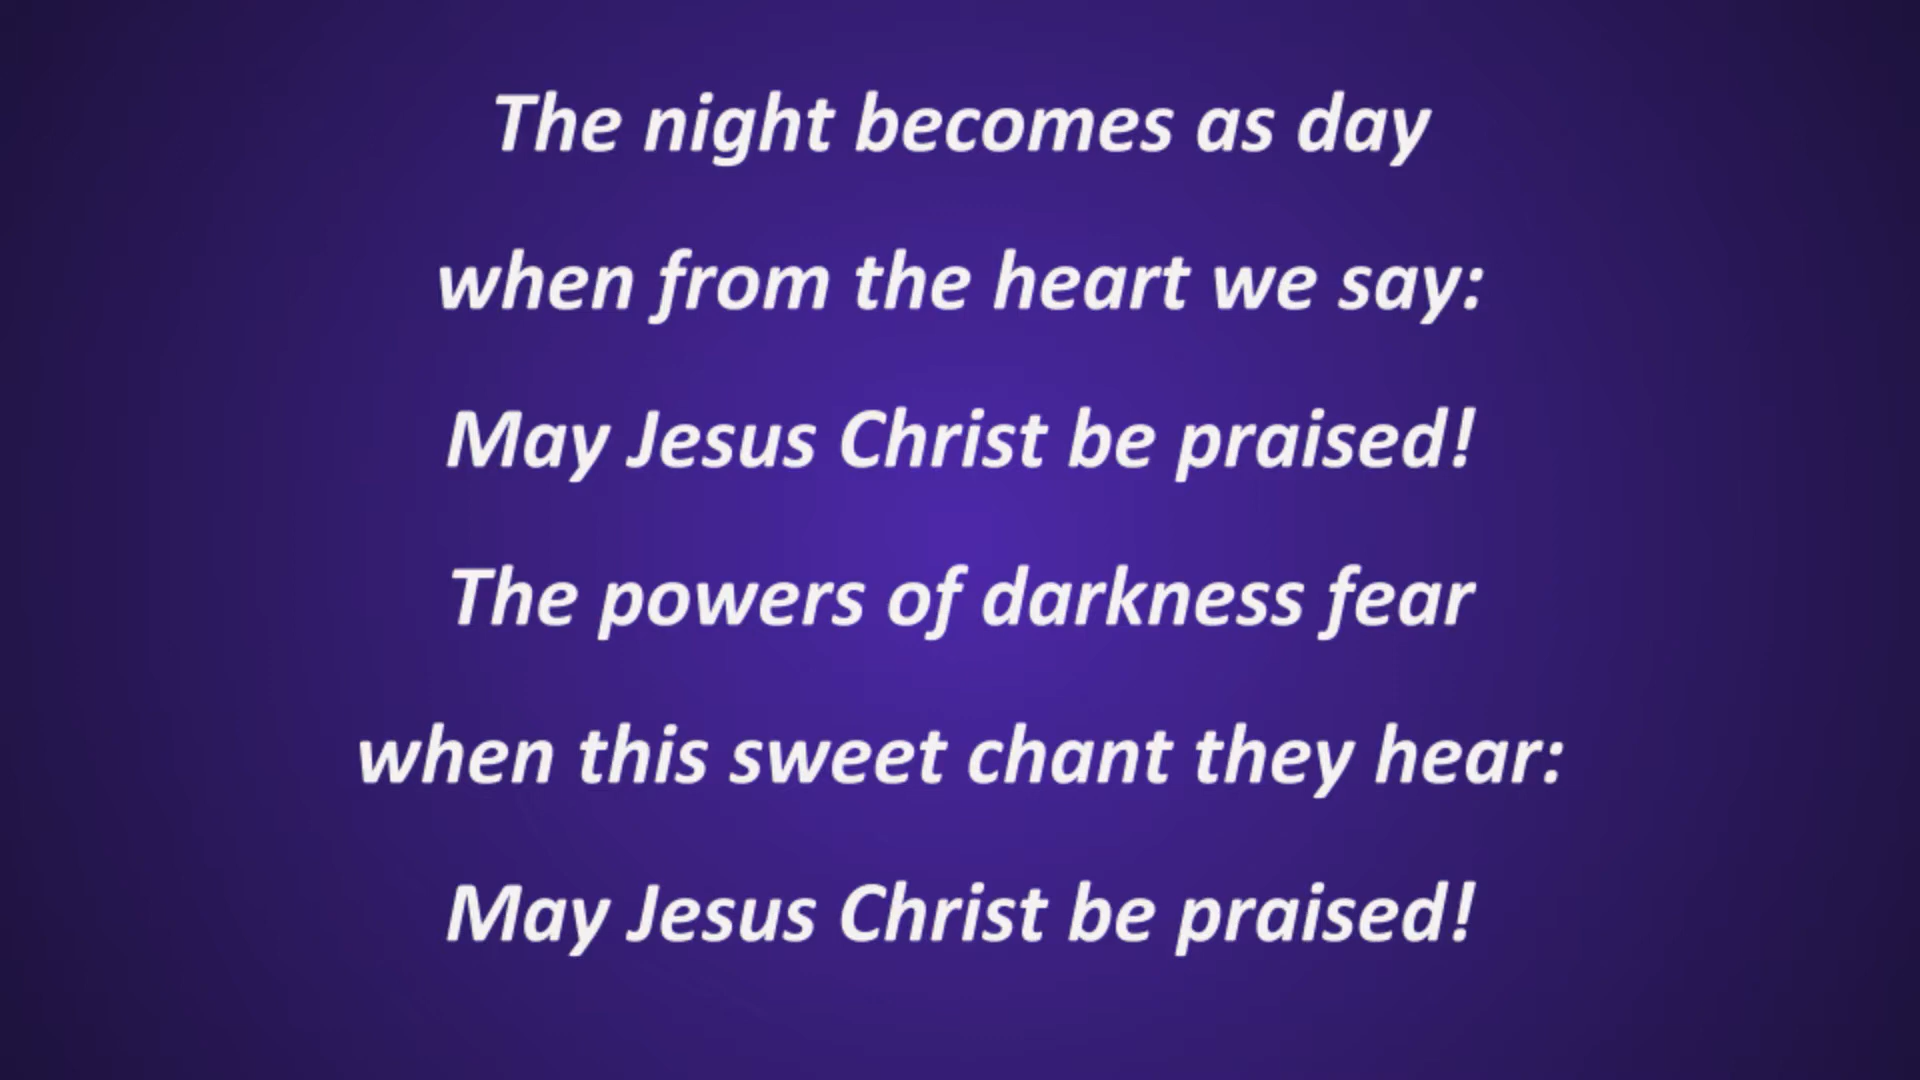 The night becomes as day
when from the heart we say:
May Jesus Christ be praised!
The powers of darkness fear
when this sweet chant they hear:
May Jesus Christ be praised!